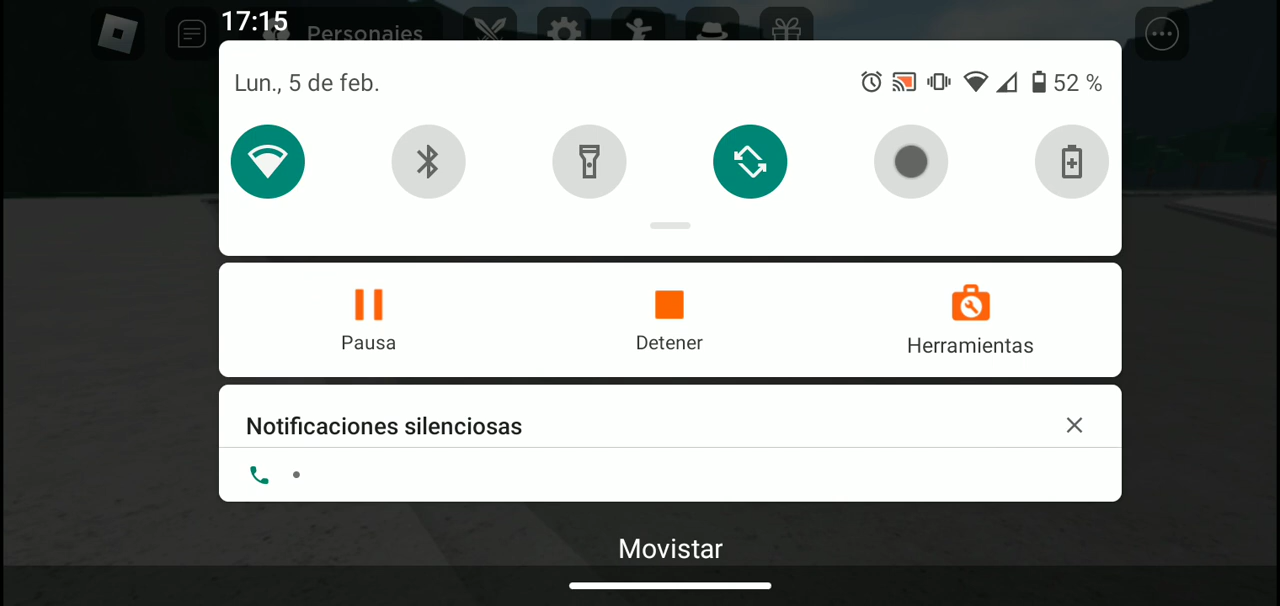 17:15
Personajes
Lun., 5 de feb.
52 %
Pausa
Detener
Herramientas
Notificaciones silenciosas
Movistar